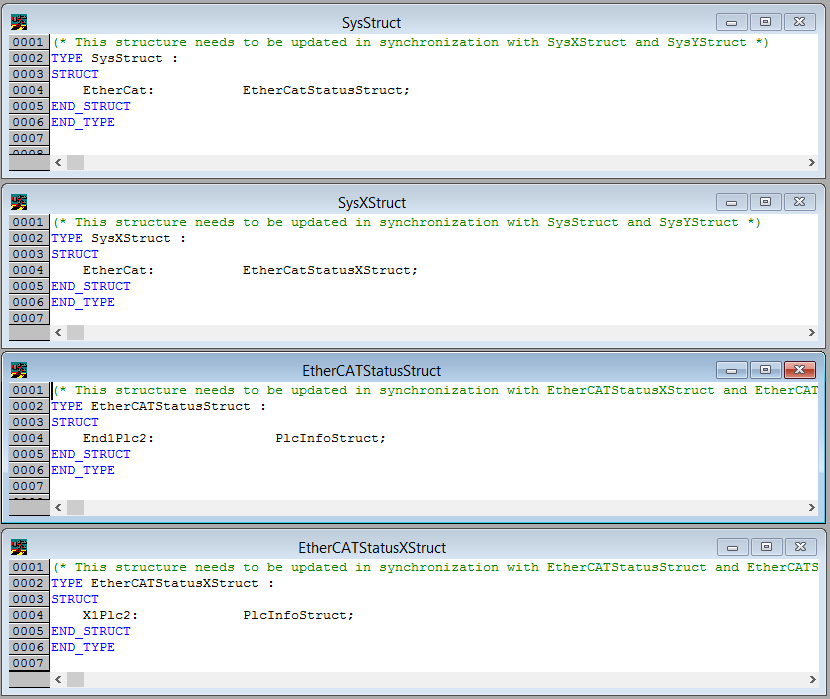 SysStruct
0001 (* This structure needs to be updated in synchronization with SysXStruct and SysYStruct *)
0002 TYPE SysStruct :
0003 STRUCT
0004 EtherCat: EtherCatStatusStruct;
0005 END_STRUCT
0006 END_TYPE
0007
0008
SysXStruct
0001 (* This structure needs to be updated in synchronization with SysStruct and SysYStruct *)
0002 TYPE SysXStruct :
0003 STRUCT
0004 EtherCat: EtherCatStatusXStruct;
0005 END_STRUCT
0006 END_TYPE
0007
EtherCATStatusStruct
0001 (* This structure needs to be updated in synchronization with EtherCATStatusXStruct and EtherCAT
0002 TYPE EtherCATStatusStruct :
0003 STRUCT
0004 End1Plc2: PlcInfoStruct;
0005 END_STRUCT
0006 END_TYPE
0007
EtherCATStatusXStruct
0001 (* This structure needs to be updated in synchronization with EtherCATStatusStruct and EtherCATS
0002 TYPE EtherCATStatusXStruct :
0003 STRUCT
0004 X1Plc2: PlcInfoStruct;
0005 END_STRUCT
0006 END_TYPE
0007